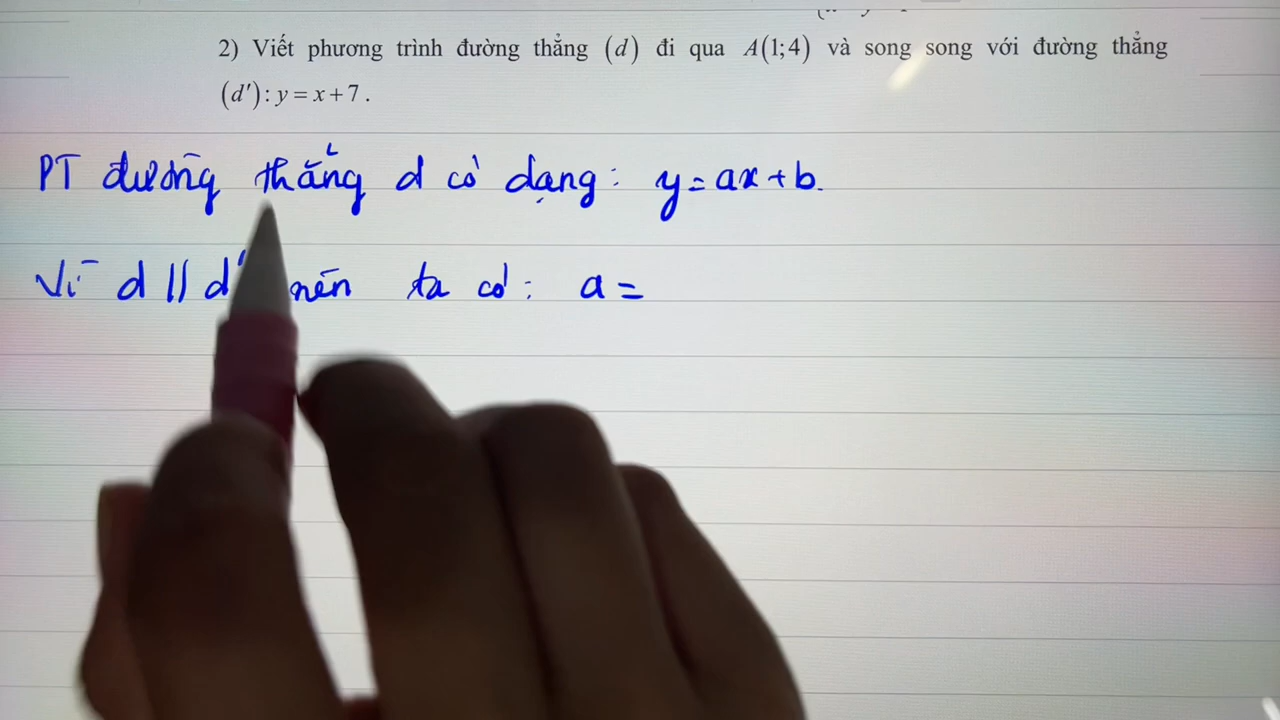 2) Viết phương trình đường thẳng (d) đi qua A(1;4) và song song với đường thẳng
(d'): y = x + 7 .
PT đường thẳng d có dạng: y = ax + b.
Vì d // d' nên ta có: a =